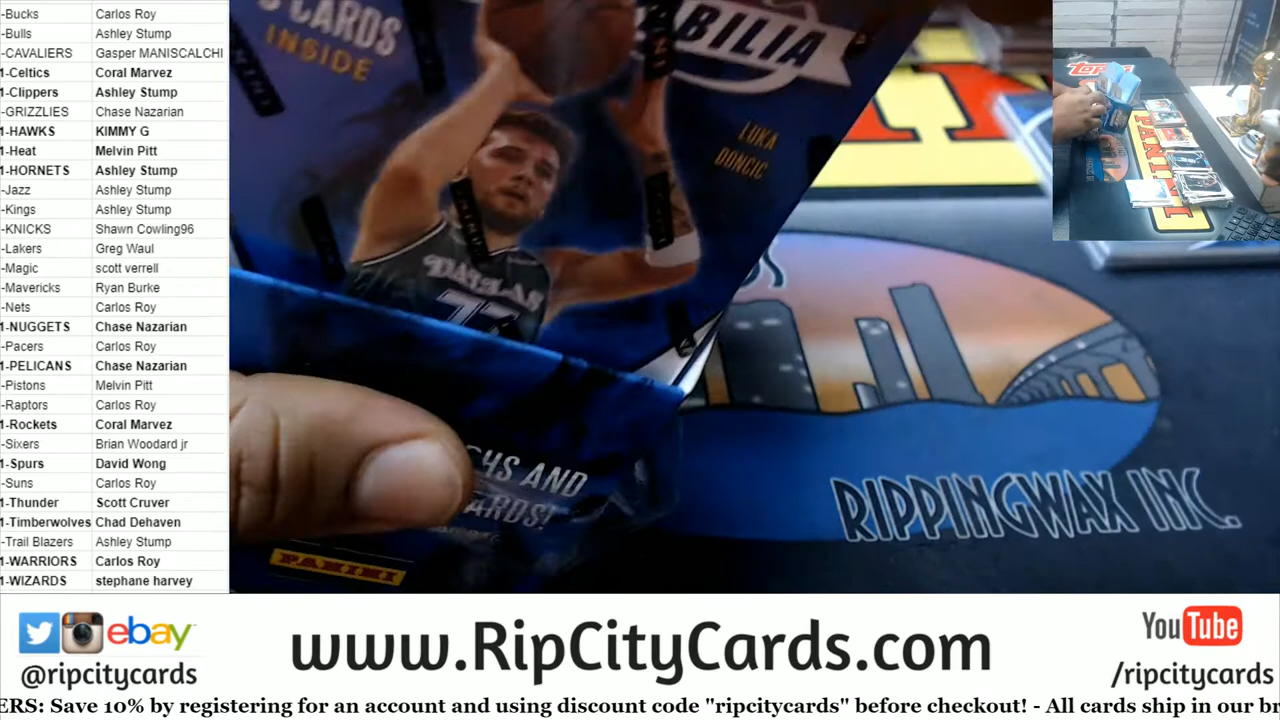 -Bucks Carlos Roy
-Bulls Ashley Stump
-CAVALIERS Gasper MANISCALCHI
1-Celtics Coral Marvez
1-Clippers Ashley Stump
-GRIZZLIES Chase Nazarian
1-HAWKS KIMMY G
1-Heat Melvin Pitt
1-HORNETS Ashley Stump
-Jazz Ashley Stump
-Kings Ashley Stump
-KNICKS Shawn Cowling96
-Lakers Greg Waul
-Magic scott verrell
-Mavericks Ryan Burke
-Nets Carlos Roy
1-NUGGETS Chase Nazarian
-Pacers Carlos Roy
1-PELICANS Chase Nazarian
-Pistons Melvin Pitt
-Raptors Carlos Roy
1-Rockets Coral Marvez
-Sixers Brian Woodard jr
1-Spurs David Wong
-Suns Carlos Roy
1-Thunder Scott Cruver
1-Timberwolves Chad Dehaven
-Trail Blazers Ashley Stump
1-WARRIORS Carlos Roy
1-WIZARDS stephane harvey
CARDS
INSIDE
BILIA
LUKA
DONCIC
DALLAS
77
HS AND
ARDS!
PANINI
TOPPS
PANINI
RIPPINGWAX INC.
ebay
@ripcitycards
www.RipCityCards.com
YouTube
/ripcitycards
ERS: Save 10% by registering for an account and using discount code "ripcitycards" before checkout! - All cards ship in our br